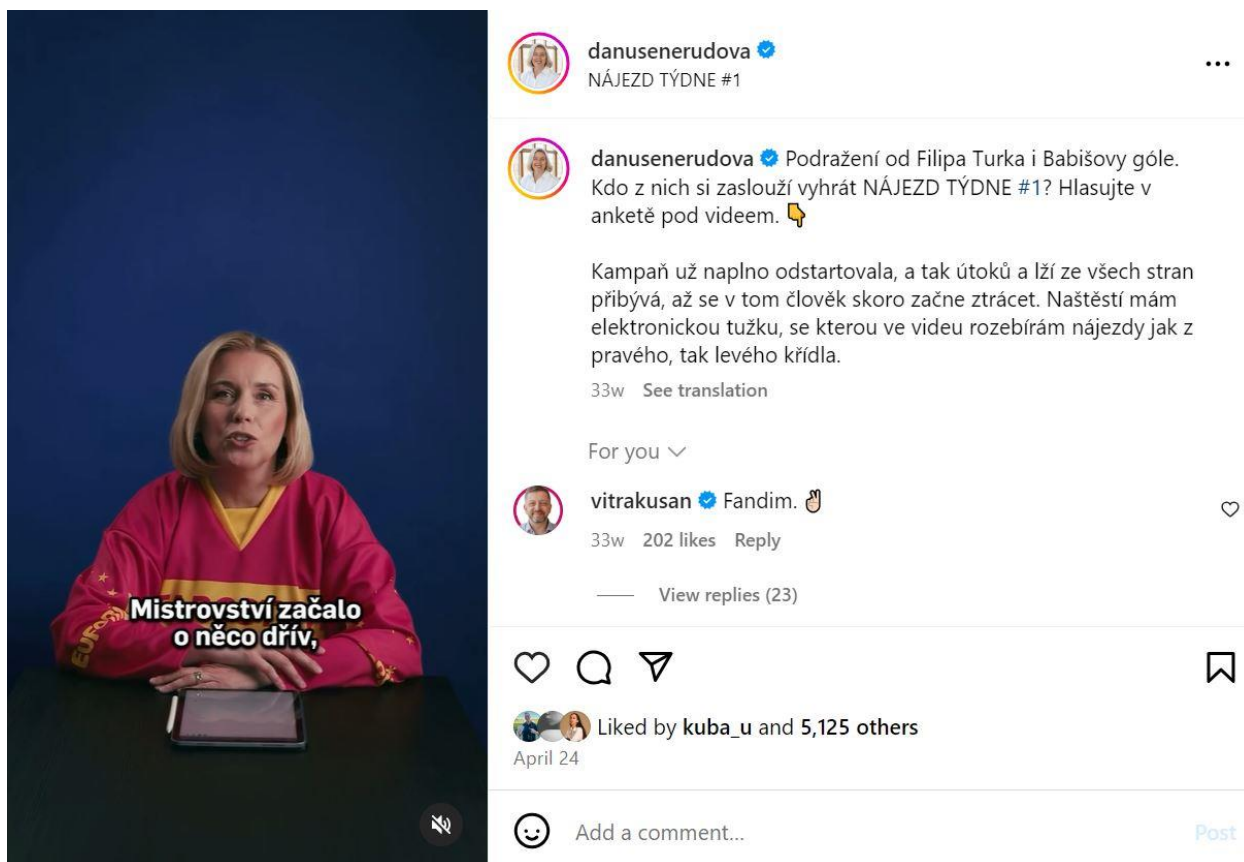 Mistrovství začalo
o něco dřív,
danusenerudova
NÁJEZD TÝDNE #1
danusenerudova Podražení od Filipa Turka i Babišovy góle.
Kdo z nich si zaslouží vyhrát NÁJEZD TÝDNE #1? Hlasujte v
anketě pod videem. 👇
Kampaň už naplno odstartovala, a tak útoků a lží ze všech stran
přibývá, až se v tom člověk skoro začne ztrácet. Naštěstí mám
elektronickou tužku, se kterou ve videu rozebírám nájezdy jak z
pravého, tak levého křídla.
33w See translation
For you
vitrakusan Fandim. ✌🏻
33w 202 likes Reply
View replies (23)
Liked by kuba_u and 5,125 others
April 24
Add a comment...
Post